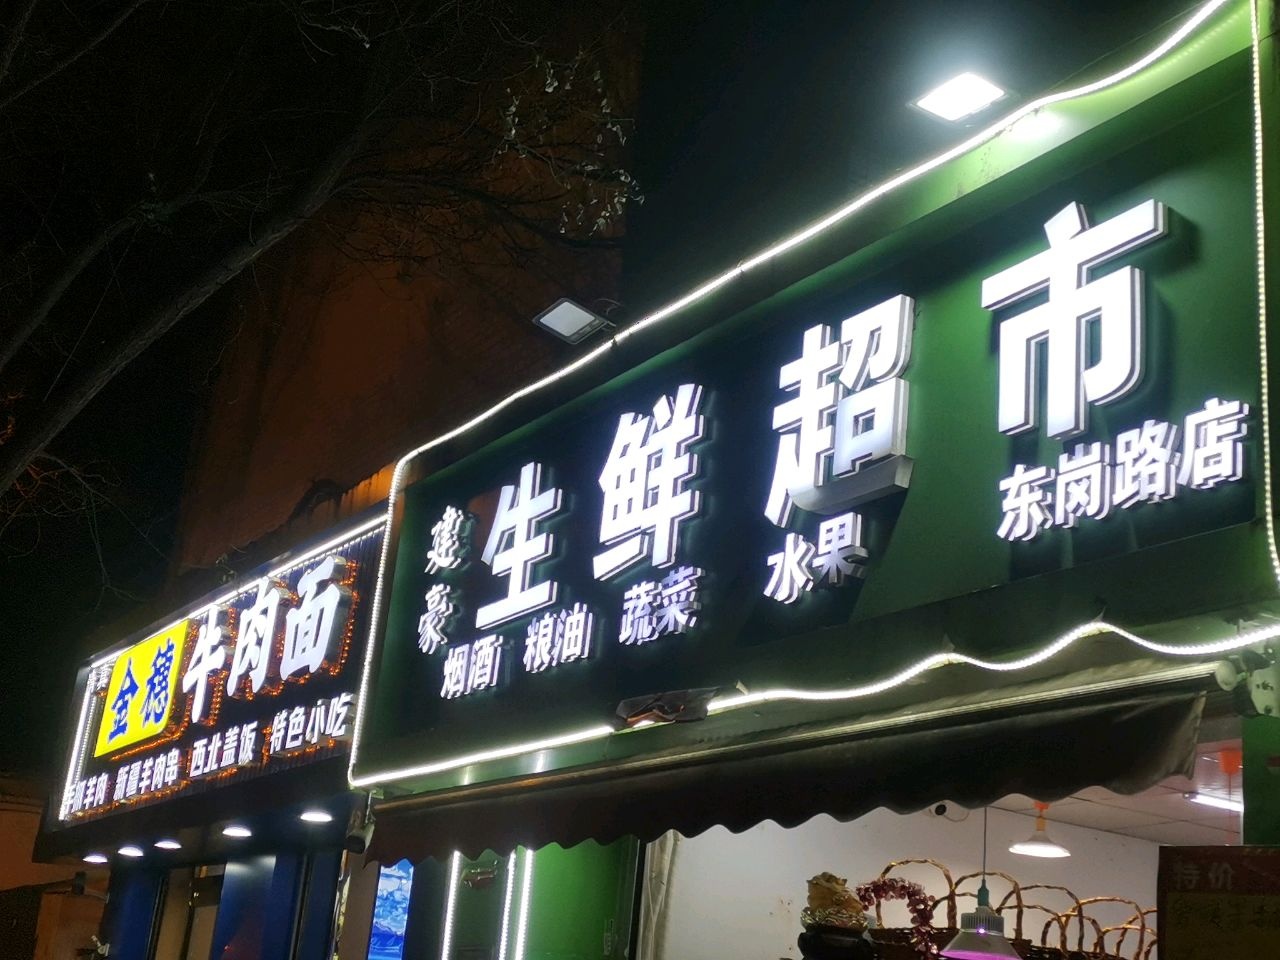 建豪
生鲜超市
烟酒 粮油 蔬菜 水果
东岗路店
金穗牛肉面
手抓羊肉 新疆羊肉串 西北盖饭 特色小吃
特价